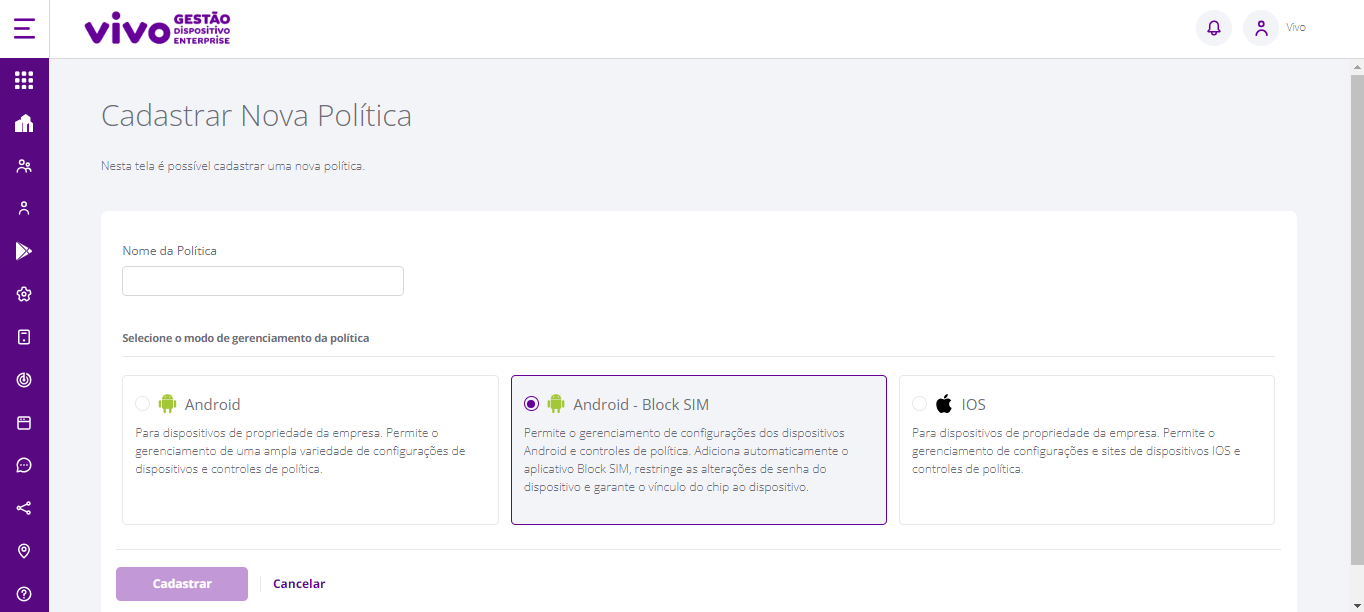 vivo GESTÃO
DISPOSITIVO
ENTERPRISE
Vivo
Cadastrar Nova Política
Nesta tela é possível cadastrar uma nova política.
Nome da Política
Selecione o modo de gerenciamento da política
Android
Para dispositivos de propriedade da empresa. Permite o
gerenciamento de uma ampla variedade de configurações de
dispositivos e controles de política.
Android - Block SIM
Permite o gerenciamento de configurações dos dispositivos
Android e controles de política. Adiciona automaticamente o
aplicativo Block SIM, restringe as alterações de senha do
dispositivo e garante o vínculo do chip ao dispositivo.
IOS
Para dispositivos de propriedade da empresa. Permite o
gerenciamento de configurações e sites de dispositivos IOS e
controles de política.
Cadastrar
Cancelar